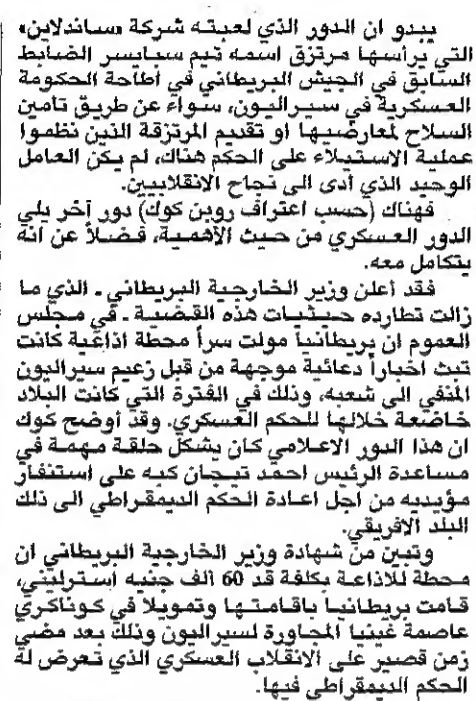 يبدو ان الدور الذي لعبته شركة «ساندلاين»
التي يرأسها مرتزق اسمه تيم سبايسر الضابط
السابق في الجيش البريطاني في اطاحة الحكومة
العسكرية في سيراليون، سواء عن طريق تامين
السلاح لمعارضيها او تقديم المرتزقة الذين نظموا
عملية الاستيلاء على الحكم هناك، لم يكن العامل
الوحيد الذي أدى الى نجاح الانقلابيين.
فهناك (حسب اعتراف روبن كوك) دور آخر يلي
الدور العسكري من حيث الأهمية، فضلاً عن انه
يتكامل معه.
فقد أعلن وزير الخارجية البريطاني ـ الذي ما
زالت تطارده حيثيات هذه القضية ـ في مجلس
العموم ان بريطانيا مولت سراً محطة اذاعية كانت
تبث اخباراً دعائية موجهة من قبل زعيم سيراليون
المنفي الى شعبه، وذلك في الفترة التي كانت البلاد
خاضعة خلالها للحكم العسكري. وقد أوضح كوك
ان هذا الدور الاعلامي كان يشكل حلقة مهمة في
مساعدة الرئيس احمد تيجان كبه على استنفار
مؤيديه من اجل اعادة الحكم الديمقراطي الى ذلك
البلد الافريقي.
وتبين من شهادة وزير الخارجية البريطاني ان
محطة للاذاعة بكلفة قد 60 الف جنيه استرليني،
قامت بريطانيا باقامتها وتمويلا في كوناكري
عاصمة غينيا المجاورة لسيراليون وذلك بعد مضي
زمن قصير على الانقلاب العسكري الذي تعرض له
الحكم الديمقراطي فيها.